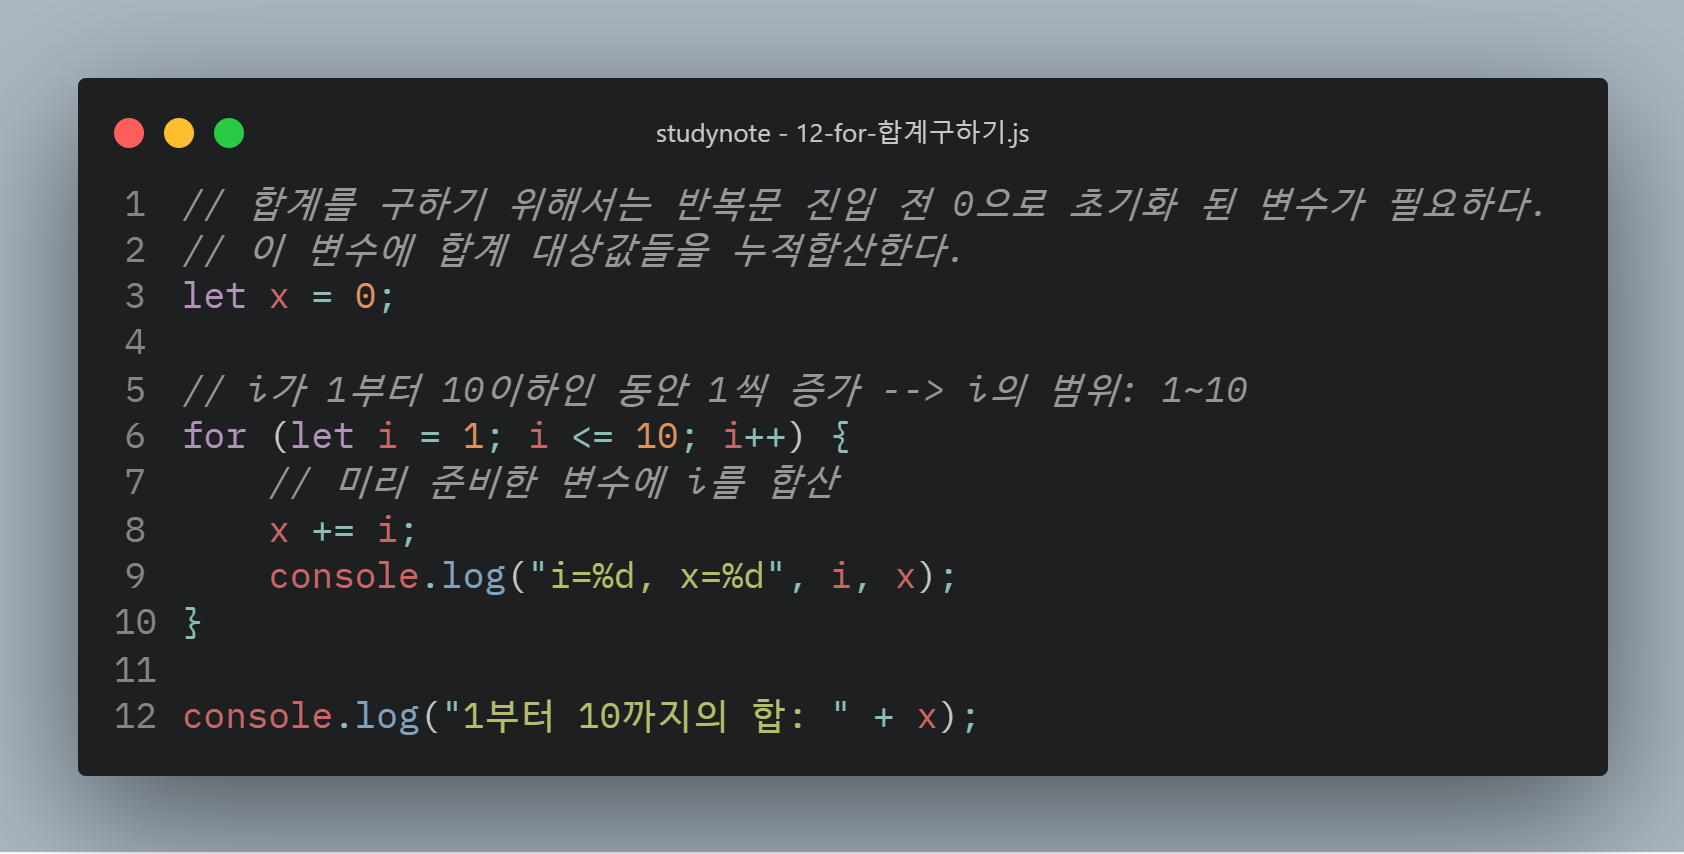 studynote - 12-for-합계구하기.js
1 // 합계를 구하기 위해서는 반복문 진입 전 0으로 초기화 된 변수가 필요하다.
2 // 이 변수에 합계 대상값들을 누적합산한다.
3 let x = 0;
4
5 // i가 1부터 10이하인 동안 1씩 증가 --> i의 범위: 1~10
6 for (let i = 1; i <= 10; i++) {
7     // 미리 준비한 변수에 i를 합산
8     x += i;
9     console.log("i=%d, x=%d", i, x);
10 }
11
12 console.log("1부터 10까지의 합: " + x);